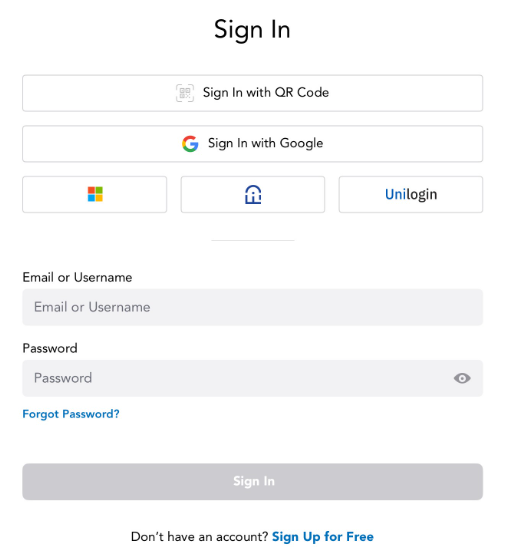 Sign In
Sign In with QR Code
Sign In with Google
Unilogin
Email or Username
Email or Username
Password
Password
Forgot Password?
Sign In
Don't have an account? Sign Up for Free